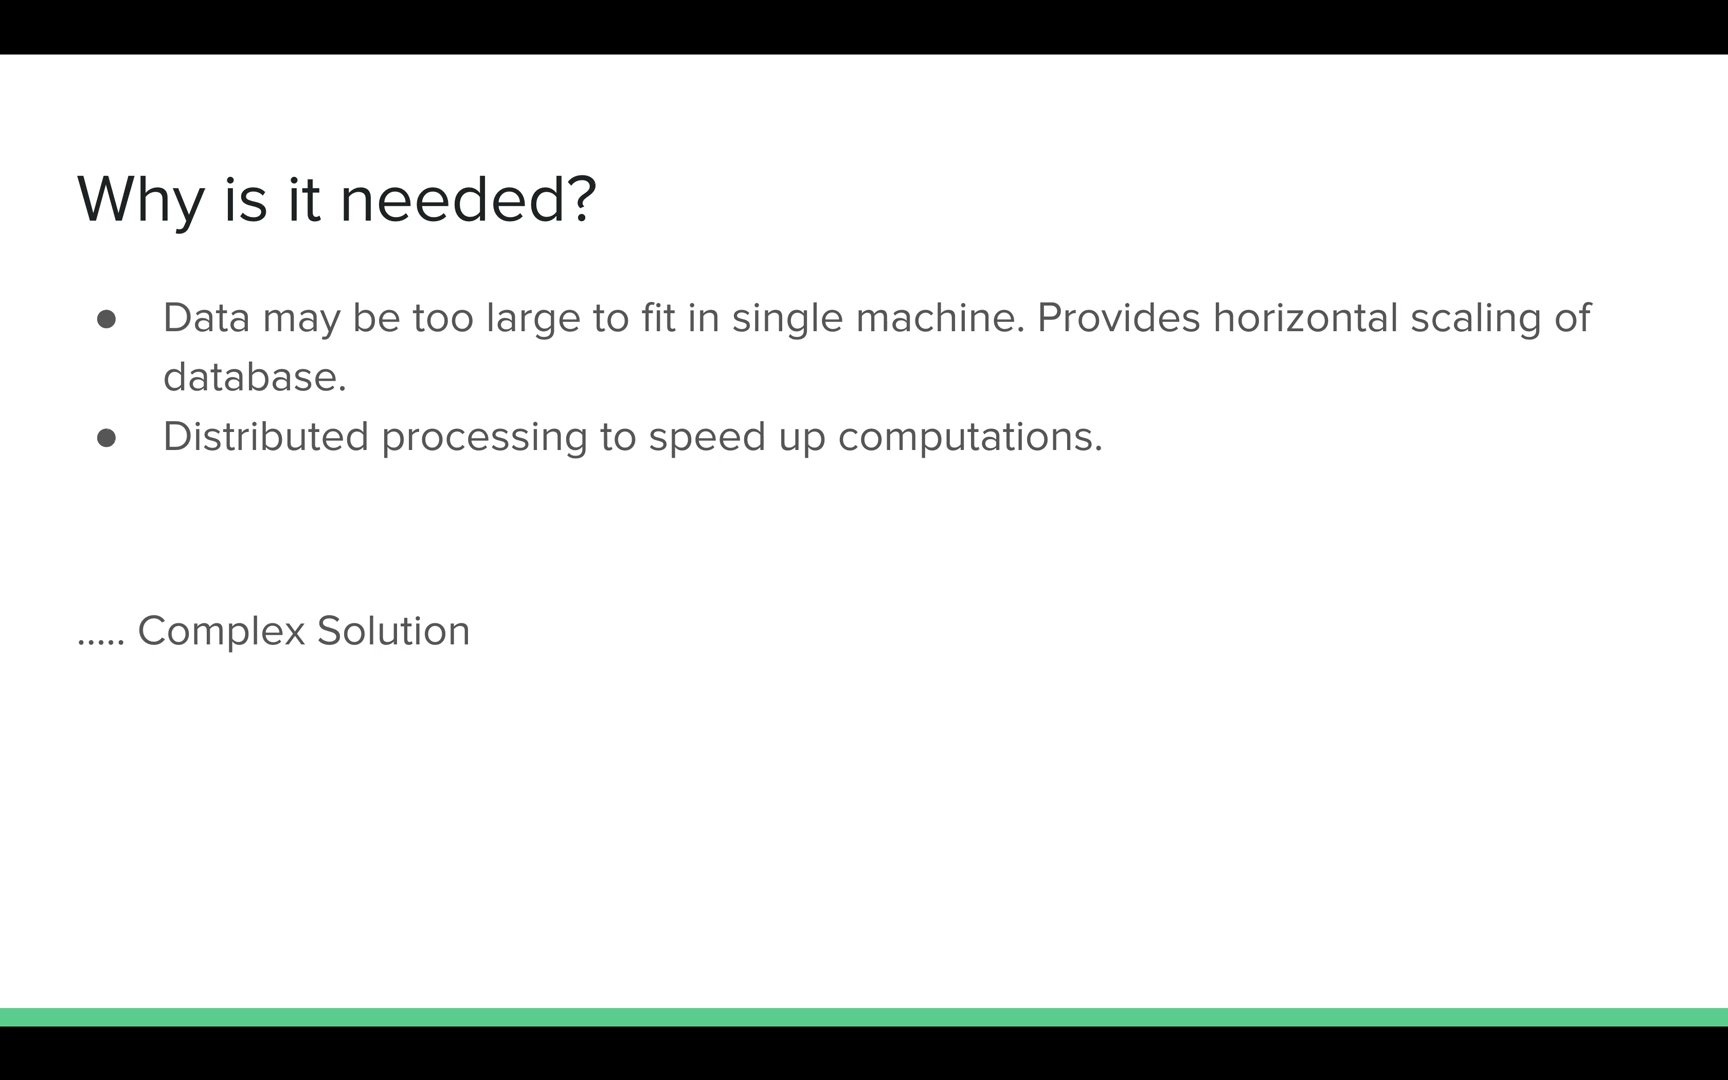 Why is it needed?
● Data may be too large to fit in single machine. Provides horizontal scaling of
database.
● Distributed processing to speed up computations.
..... Complex Solution